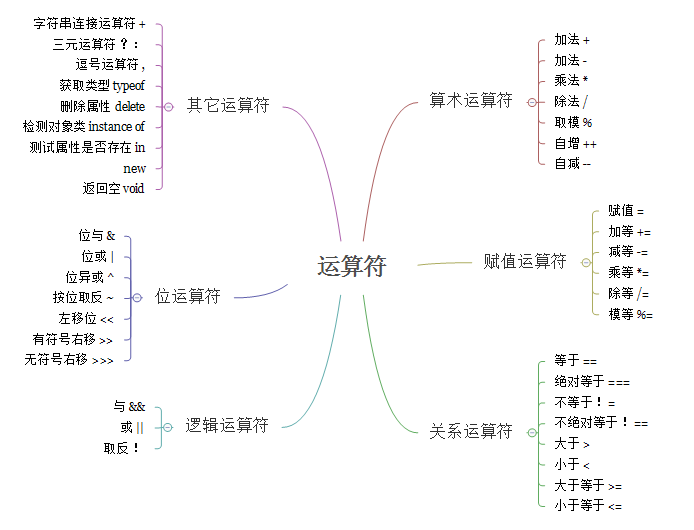 运算符
算术运算符
加法 +
加法 -
乘法 *
除法 /
取模 %
自增 ++
自减 --
赋值运算符
赋值 =
加等 +=
减等 -=
乘等 *=
除等 /=
模等 %=
关系运算符
等于 ==
绝对等于 ===
不等于！=
不绝对等于！==
大于 >
小于 <
大于等于 >=
小于等于 <=
其它运算符
字符串连接运算符 +
三元运算符？：
逗号运算符 ,
获取类型 typeof
删除属性 delete
检测对象类 instance of
测试属性是否存在 in
new
返回空 void
位运算符
位与 &
位或 |
位异或 ^
按位取反 ~
左移位 <<
有符号右移 >>
无符号右移 >>>
逻辑运算符
与 &&
或 ||
取反！